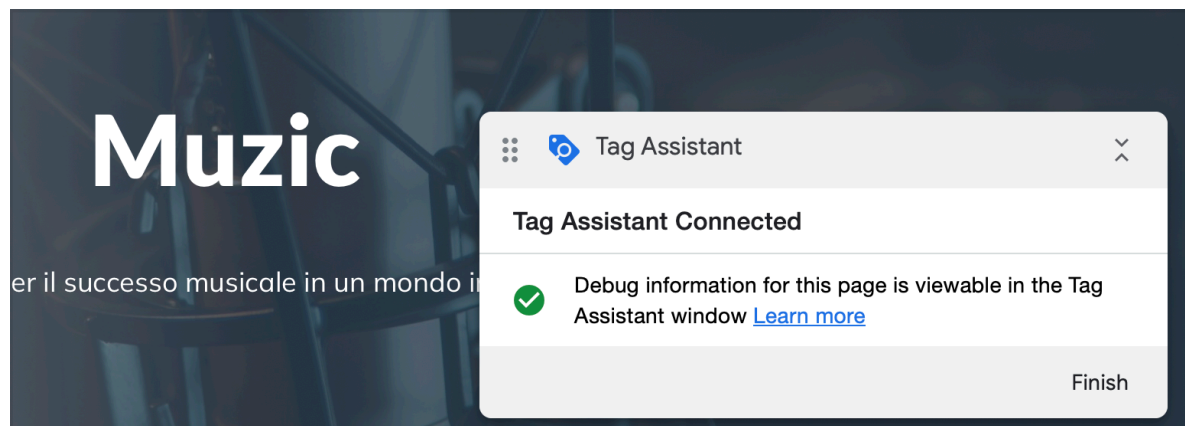 Muzic
er il successo musicale in un mondo
Tag Assistant
Tag Assistant Connected
Debug information for this page is viewable in the Tag
Assistant window Learn more
Finish